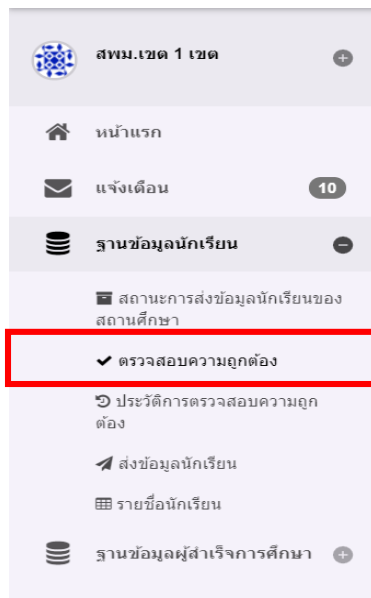 สพม.เขต 1 เขต
หน้าแรก
แจ้งเตือน 10
ฐานข้อมูลนักเรียน
สถานะการส่งข้อมูลนักเรียนของ
สถานศึกษา
ตรวจสอบความถูกต้อง
ประวัติการตรวจสอบความถูก
ต้อง
ส่งข้อมูลนักเรียน
รายชื่อนักเรียน
ฐานข้อมูลผู้สำเร็จการศึกษา